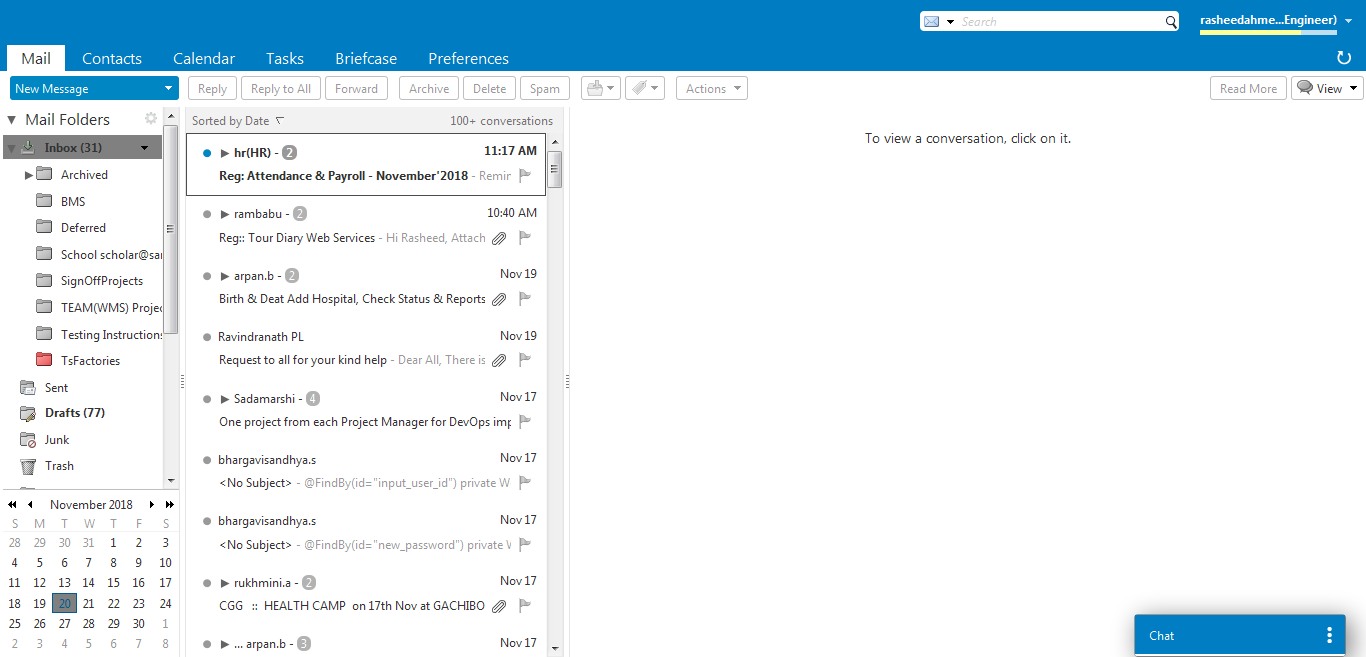 Search
rasheedahme...Engineer)
Mail Contacts Calendar Tasks Briefcase Preferences
New Message Reply Reply to All Forward Archive Delete Spam Actions Read More View
Mail Folders
Inbox (31)
Archived
BMS
Deferred
School scholar@sar
SignOffProjects
TEAM(WMS) Projec
Testing Instructions
TsFactories
Sent
Drafts (77)
Junk
Trash
November 2018
S M T W T F S
28 29 30 31 1 2 3
4 5 6 7 8 9 10
11 12 13 14 15 16 17
18 19 20 21 22 23 24
25 26 27 28 29 30 1
2 3 4 5 6 7 8
Sorted by Date 100+ conversations
hr(HR) - 2 11:17 AM
Reg: Attendance & Payroll - November'2018 - Remin
rambabu - 2 10:40 AM
Reg:: Tour Diary Web Services - Hi Rasheed, Attach
arpan.b - 2 Nov 19
Birth & Deat Add Hospital, Check Status & Reports
Ravindranath PL Nov 19
Request to all for your kind help - Dear All, There is
Sadamarshi - 4 Nov 17
One project from each Project Manager for DevOps imp
bhargavisandhya.s Nov 17
<No Subject> - @FindBy(id="input_user_id") private W
bhargavisandhya.s Nov 17
<No Subject> - @FindBy(id="new_password") private W
rukhmini.a - 2 Nov 17
CGG :: HEALTH CAMP on 17th Nov at GACHIBO
... arpan.b - 3 Nov 17
To view a conversation, click on it.
Chat